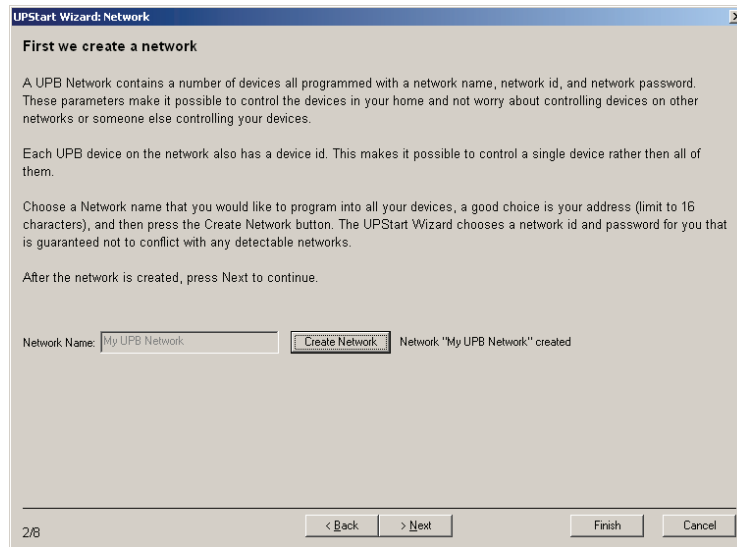 UPStart Wizard: Network
First we create a network
A UPB Network contains a number of devices all programmed with a network name, network id, and network password.
These parameters make it possible to control the devices in your home and not worry about controlling devices on other
networks or someone else controlling your devices.
Each UPB device on the network also has a device id. This makes it possible to control a single device rather then all of
them.
Choose a Network name that you would like to program into all your devices, a good choice is your address (limit to 16
characters), and then press the Create Network button. The UPStart Wizard chooses a network id and password for you that
is guaranteed not to conflict with any detectable networks.
After the network is created, press Next to continue.
Network Name: My UPB Network Create Network Network "My UPB Network" created
2/8 < Back > Next Finish Cancel